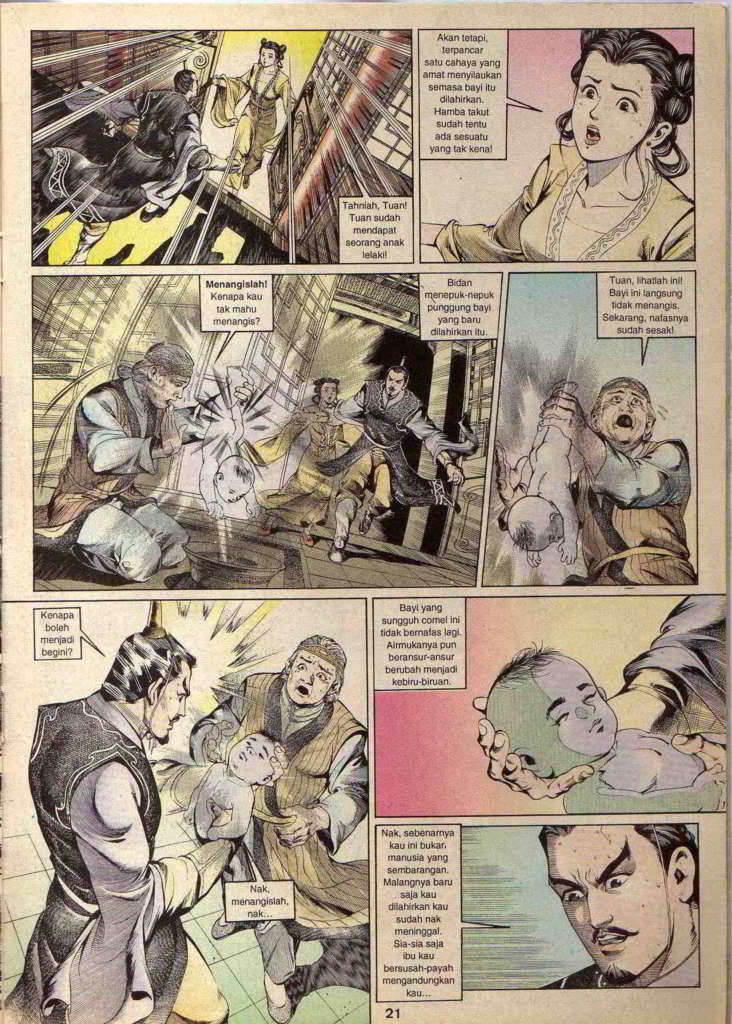 Tahniah, Tuan!
Tuan sudah
mendapat
seorang anak
lelaki!
Akan tetapi,
terpancar
satu cahaya yang
amat menyilaukan
semasa bayi itu
dilahirkan.
Hamba takut
sudah tentu
ada sesuatu
yang tak kena!
Menangislah!
Kenapa kau
tak mahu
menangis?
Bidan
menepuk-nepuk
punggung bayi
yang baru
dilahirkan itu.
Tuan, lihatlah ini!
Bayi ini langsung
tidak menangis.
Sekarang, nafasnya
sudah sesak!
Kenapa
boleh
menjadi
begini?
Nak,
menangislah,
nak...
Bayi yang
sungguh comel ini
tidak bernafas lagi.
Airmukanya pun
beransur-ansur
berubah menjadi
kebiru-biruan.
Nak, sebenarnya
kau ini bukan
manusia yang
sembarangan.
Malangnya baru
saja kau
dilahirkan kau
sudah nak
meninggal.
Sia-sia saja
ibu kau
bersusah-payah
mengandungkan
kau...
21